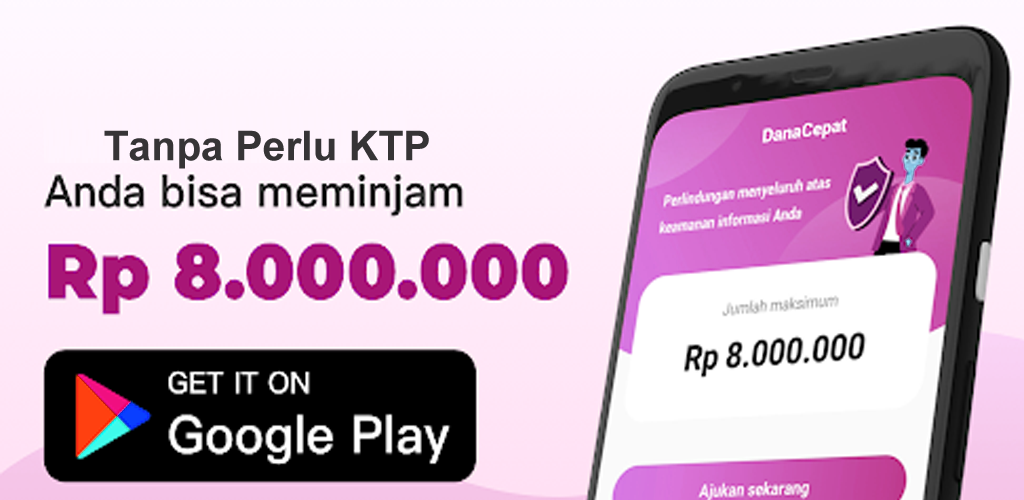 Tanpa Perlu KTP
Anda bisa meminjam
Rp 8.000.000
GET IT ON
Google Play
DanaCepat
Perlindungan menyeluruh atas
keamanan informasi Anda
Jumlah maksimum
Rp 8.000.000
Ajukan sekarang